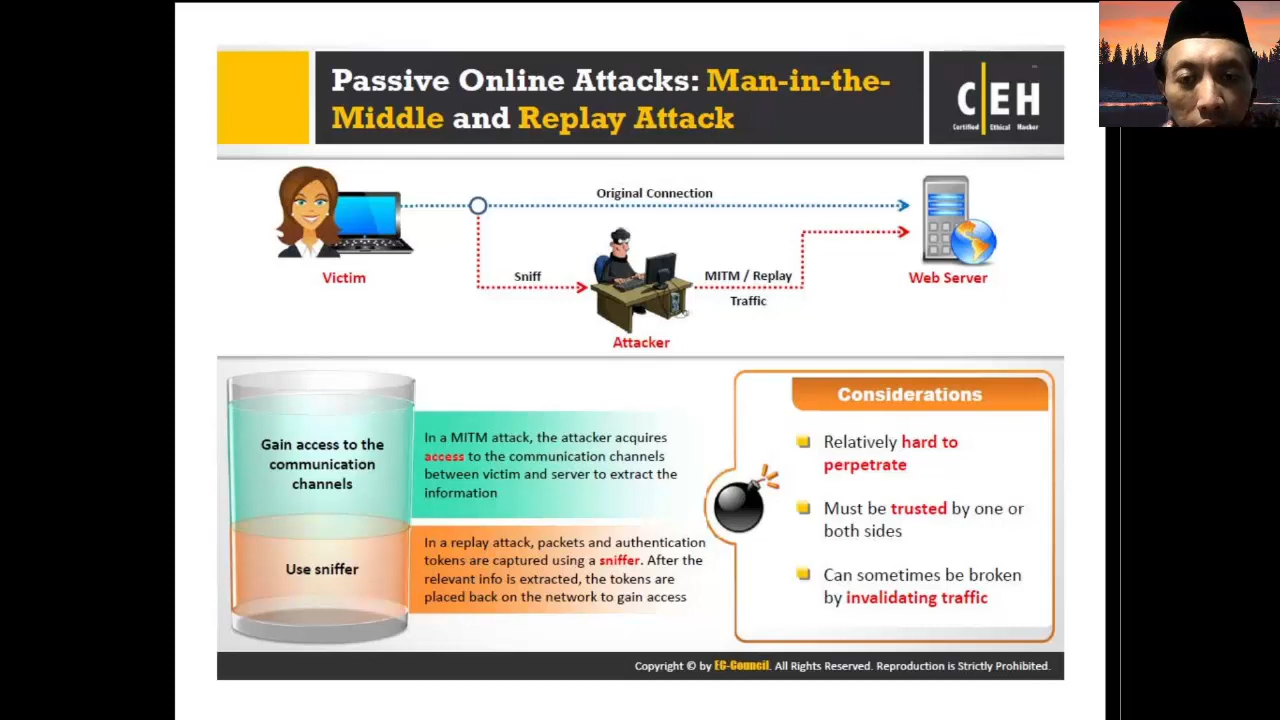 Passive Online Attacks: Man-in-the-
Middle and Replay Attack
CEH
Certified Ethical Hacker
Original Connection
Sniff
MITM / Replay
Traffic
Victim
Web Server
Attacker
Gain access to the
communication
channels
In a MITM attack, the attacker acquires
access to the communication channels
between victim and server to extract the
information
Use sniffer
In a replay attack, packets and authentication
tokens are captured using a sniffer. After the
relevant info is extracted, the tokens are
placed back on the network to gain access
Considerations
Relatively hard to
perpetrate
Must be trusted by one or
both sides
Can sometimes be broken
by invalidating traffic
Copyright © by EC-Council. All Rights Reserved. Reproduction is Strictly Prohibited.